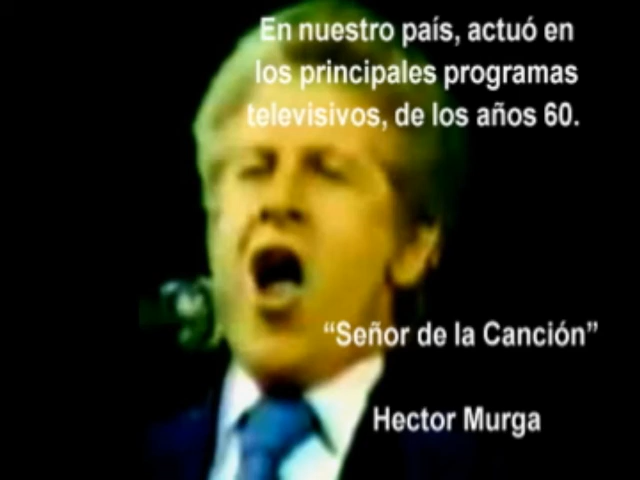 En nuestro país, actuó en
los principales programas
televisivos, de los años 60.
“Señor de la Canción”
Hector Murga